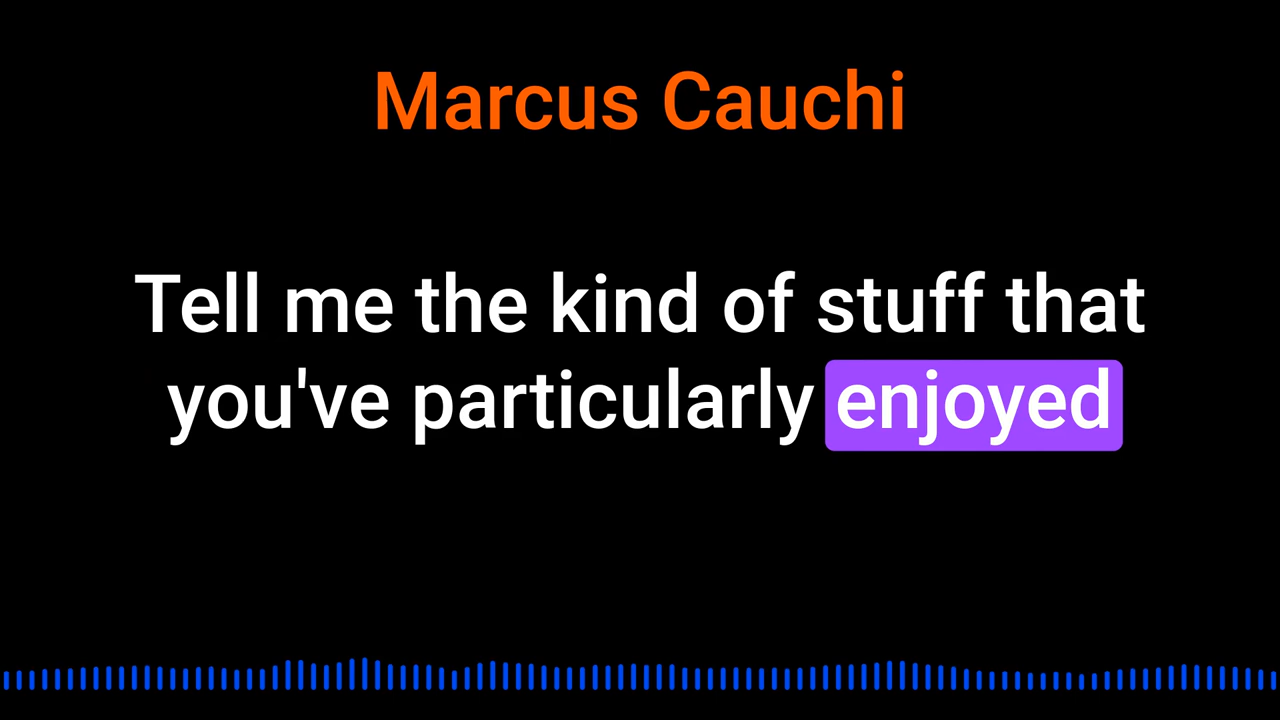 Marcus Cauchi
Tell me the kind of stuff that
you've particularly enjoyed